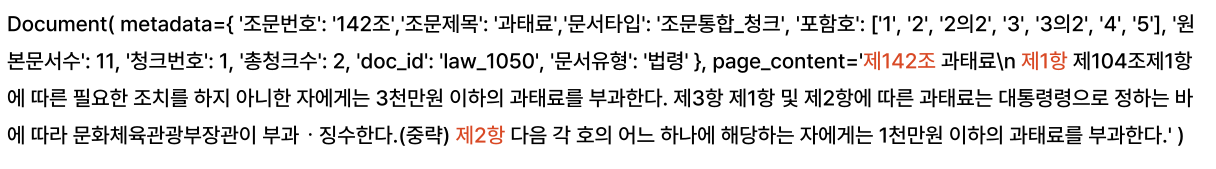 Document( metadata={ '조문번호': '142조','조문제목': '과태료','문서타입': '조문통합_청크', '포함호': ['1', '2', '2의2', '3', '3의2', '4', '5'], '원
본문서수': 11, '청크번호': 1, '총청크수': 2, 'doc_id': 'law_1050', '문서유형': '법령' }, page_content='제142조 과태료\n 제1항 제104조제1항
에 따른 필요한 조치를 하지 아니한 자에게는 3천만원 이하의 과태료를 부과한다. 제3항 제1항 및 제2항에 따른 과태료는 대통령령으로 정하는 바
에 따라 문화체육관광부장관이 부과ㆍ징수한다.(중략) 제2항 다음 각 호의 어느 하나에 해당하는 자에게는 1천만원 이하의 과태료를 부과한다.' )